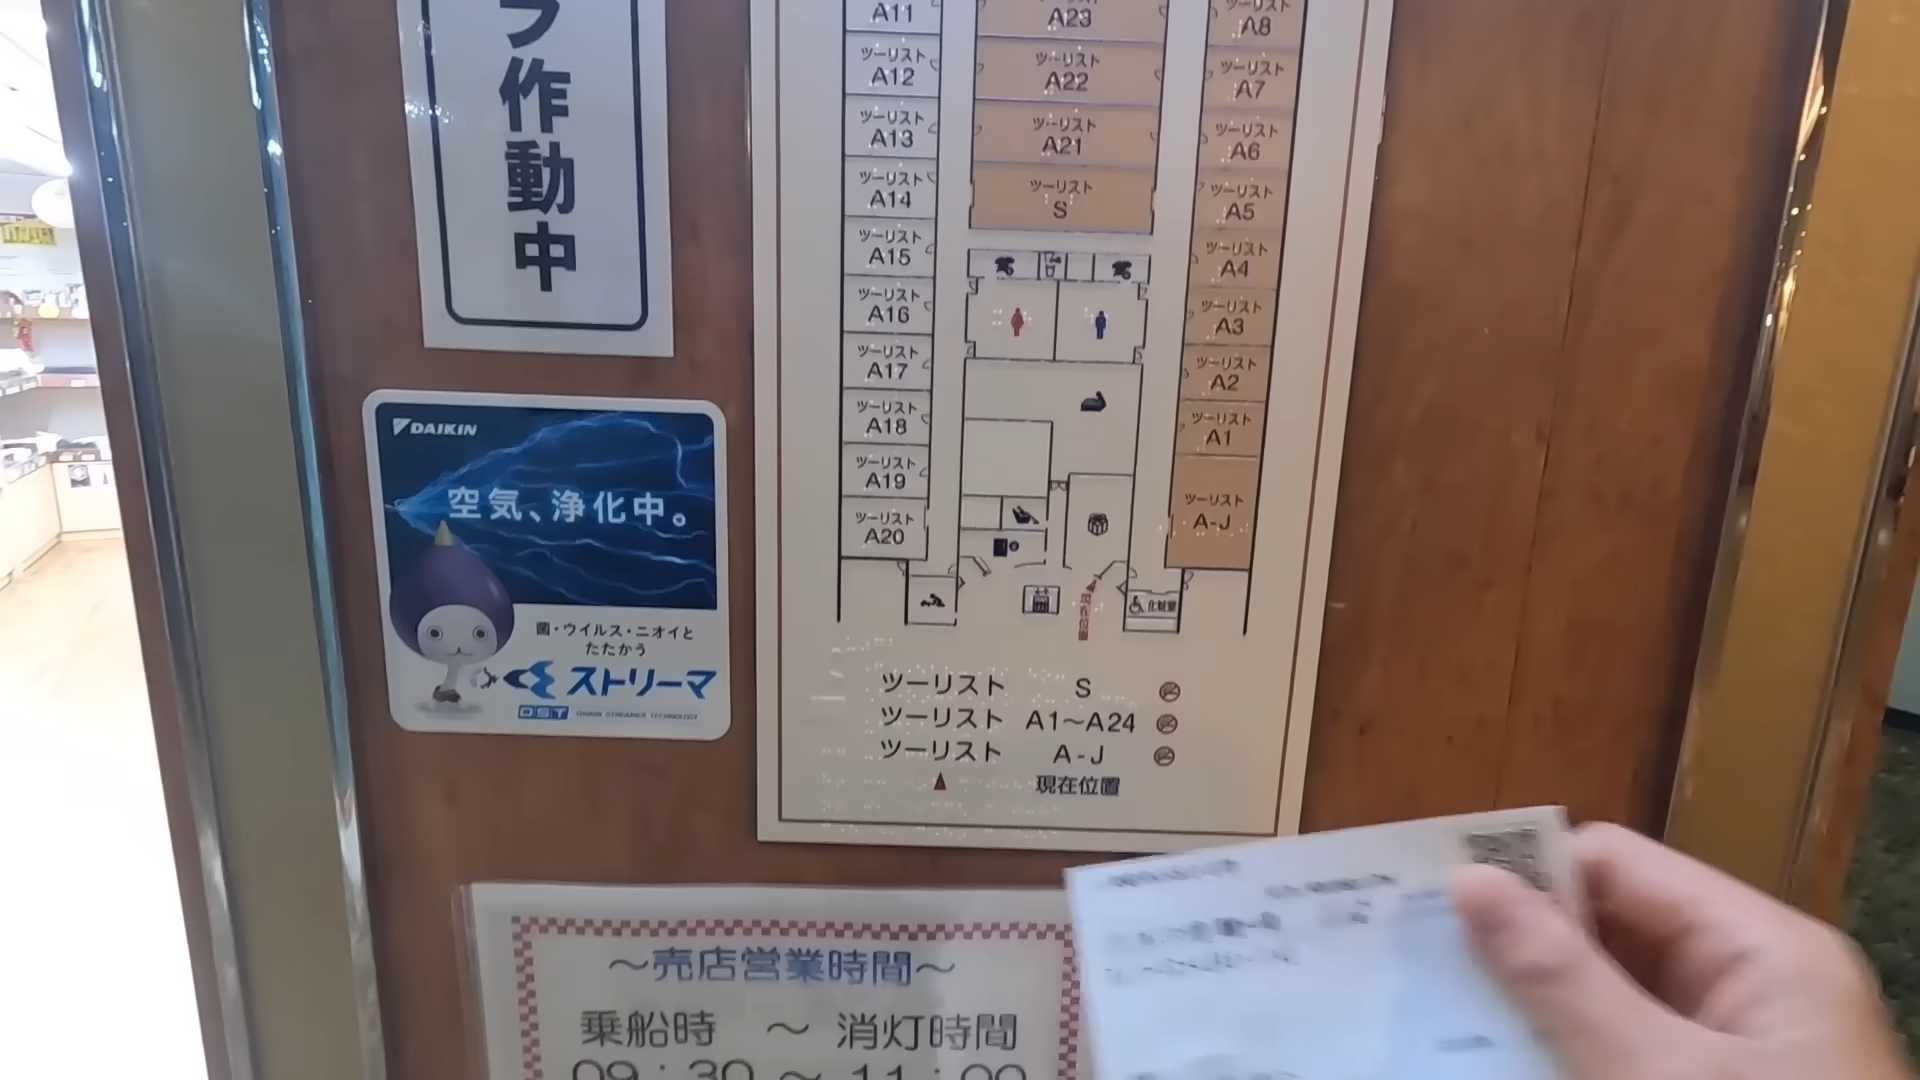 フ作動中
DAIKIN
空気、浄化中。
菌・ウイルス・ニオイと
たたかう
ストリーマ
DST DAIKIN STREAMER TECHNOLOGY
A11
ツーリスト
A12
ツーリスト
A13
ツーリスト
A14
ツーリスト
A15
ツーリスト
A16
ツーリスト
A17
ツーリスト
A18
ツーリスト
A19
ツーリスト
A20
A23
ツーリスト
A22
ツーリスト
A21
ツーリスト
S
ツーリスト
A8
ツーリスト
A7
ツーリスト
A6
ツーリスト
A5
ツーリスト
A4
ツーリスト
A3
ツーリスト
A2
ツーリスト
A1
ツーリスト
A-J
現在位置
化粧室
ツーリスト S
ツーリスト A1〜A24
ツーリスト A-J
現在位置
〜売店営業時間〜
乗船時 〜 消灯時間
09:30〜11:00